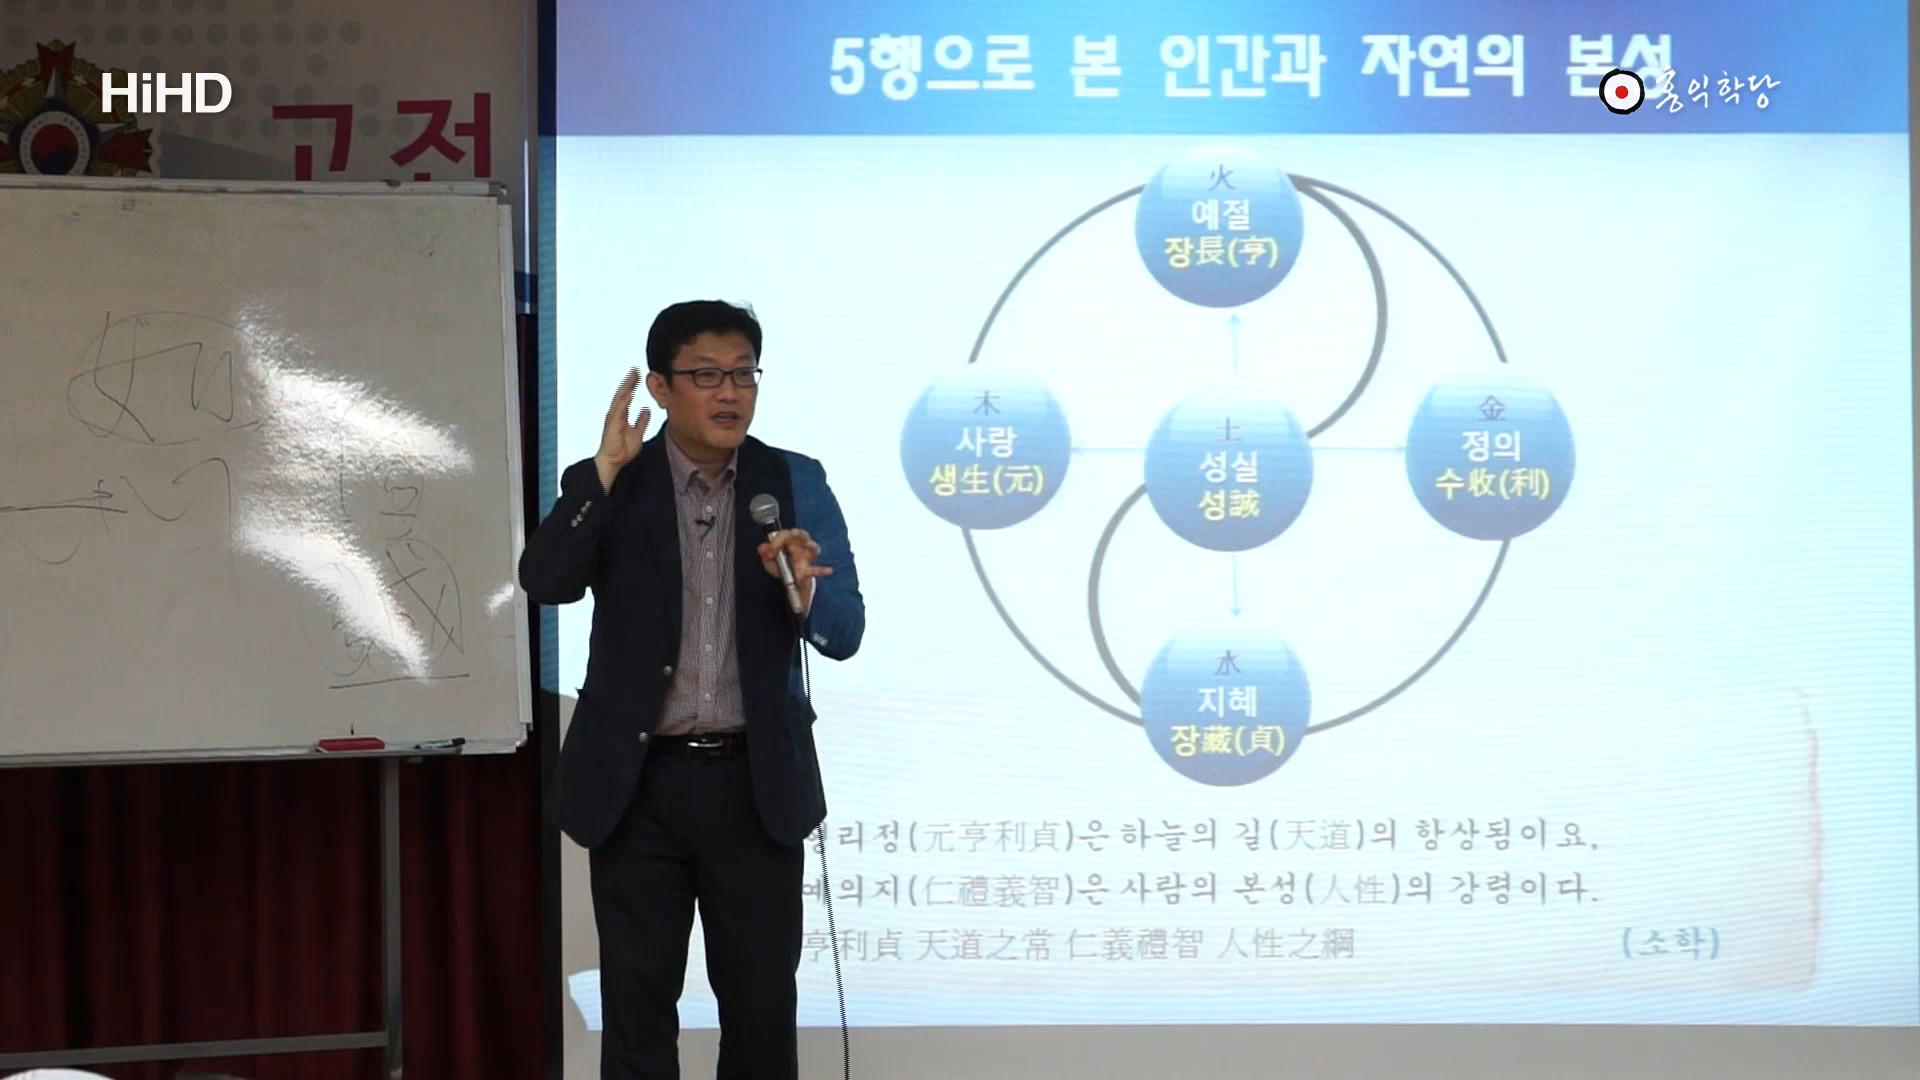 HiHD
고전
5행으로 본 인간과 자연의 본성
홍익학당
火
예절
장長(亨)
木
사랑
생生(元)
土
성실
성誠
金
정의
수收(利)
水
지혜
장藏(貞)
형리정(元亨利貞)은 하늘의 길(天道)의 항상됨이요.
예의지(仁禮義智)은 사람의 본성(人性)의 강령이다.
亨利貞 天道之常 仁義禮智 人性之綱
(소학)